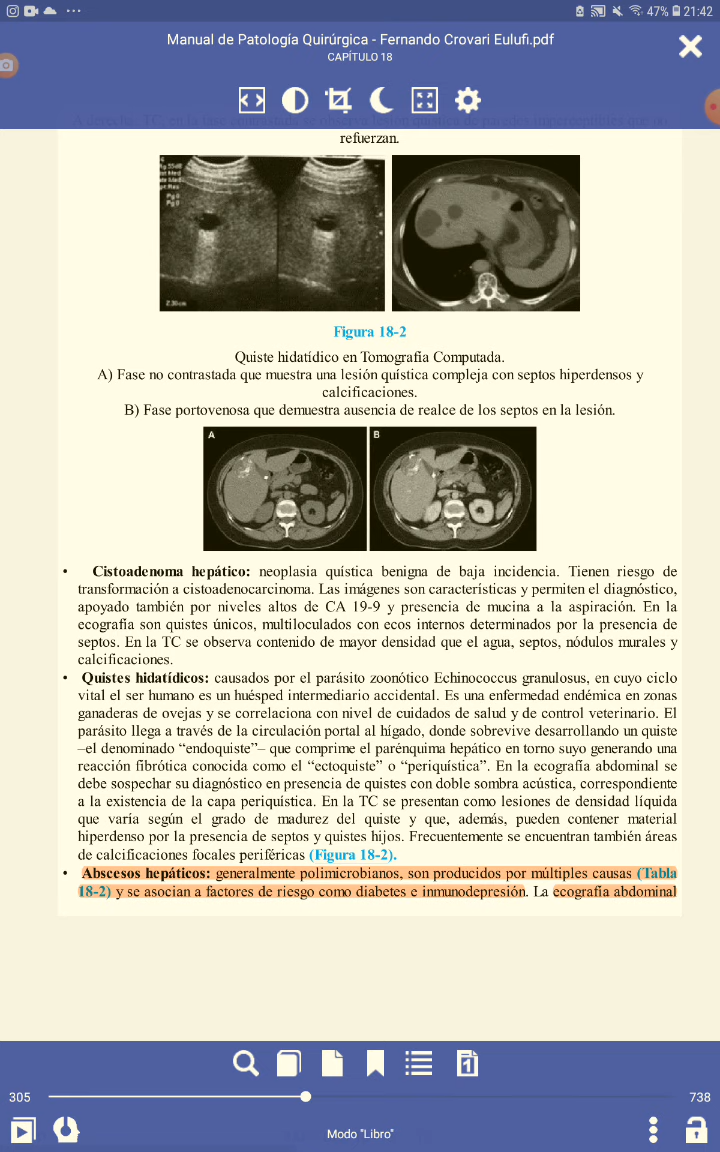 47% 21:42
Manual de Patología Quirúrgica - Fernando Crovari Eulufi.pdf
CAPÍTULO 18
refuerzan.
2.30cm
Figura 18-2
Quiste hidatídico en Tomografía Computada.
A) Fase no contrastada que muestra una lesión quística compleja con septos hiperdensos y
calcificaciones.
B) Fase portovenosa que demuestra ausencia de realce de los septos en la lesión.
A B
• Cistoadenoma hepático: neoplasia quística benigna de baja incidencia. Tienen riesgo de
transformación a cistoadenocarcinoma. Las imágenes son características y permiten el diagnóstico,
apoyado también por niveles altos de CA 19-9 y presencia de mucina a la aspiración. En la
ecografía son quistes únicos, multiloculados con ecos internos determinados por la presencia de
septos. En la TC se observa contenido de mayor densidad que el agua, septos, nódulos murales y
calcificaciones.
• Quistes hidatídicos: causados por el parásito zoonótico Echinococcus granulosus, en cuyo ciclo
vital el ser humano es un huésped intermediario accidental. Es una enfermedad endémica en zonas
ganaderas de ovejas y se correlaciona con nivel de cuidados de salud y de control veterinario. El
parásito llega a través de la circulación portal al hígado, donde sobrevive desarrollando un quiste
–el denominado “endoquiste”– que comprime el parénquima hepático en torno suyo generando una
reacción fibrótica conocida como el “ectoquiste” o “periquística”. En la ecografía abdominal se
debe sospechar su diagnóstico en presencia de quistes con doble sombra acústica, correspondiente
a la existencia de la capa periquística. En la TC se presentan como lesiones de densidad líquida
que varía según el grado de madurez del quiste y que, además, pueden contener material
hiperdenso por la presencia de septos y quistes hijos. Frecuentemente se encuentran también áreas
de calcificaciones focales periféricas (Figura 18-2).
• Abscesos hepáticos: generalmente polimicrobianos, son producidos por múltiples causas (Tabla
18-2) y se asocian a factores de riesgo como diabetes e inmunodepresión. La ecografía abdominal
1
305 738
Modo "Libro"